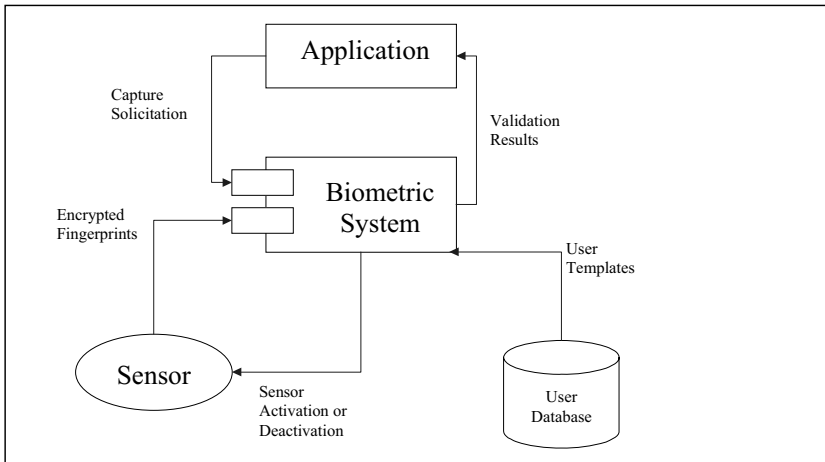 Application
Capture
Solicitation
Validation
Results
Biometric
System
Encrypted
Fingerprints
User
Templates
Sensor
Sensor
Activation or
Deactivation
User
Database